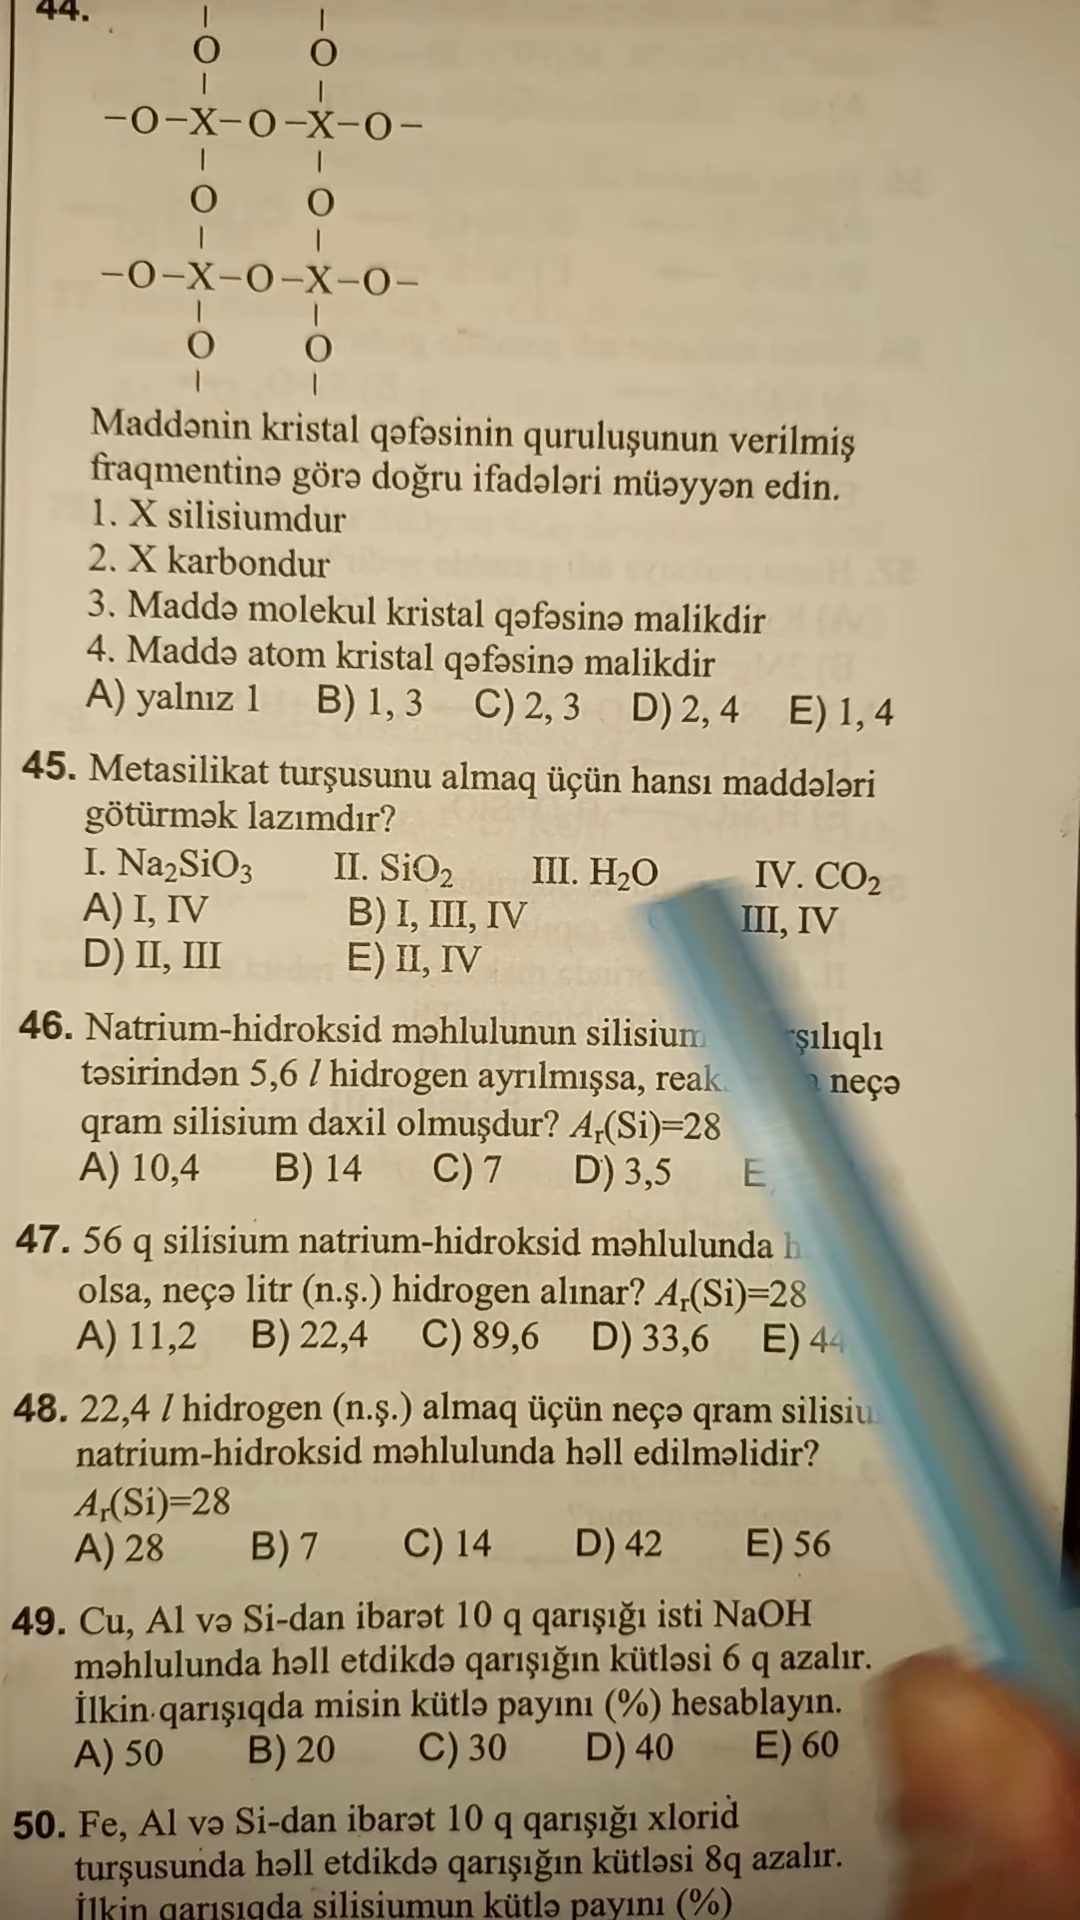 44.
O O
–O–X–O–X–O–
O O
–O–X–O–X–O–
O O
Maddənin kristal qəfəsinin quruluşunun verilmiş
fraqmentinə görə doğru ifadələri müəyyən edin.
1. X silisiumdur
2. X karbondur
3. Maddə molekul kristal qəfəsinə malikdir
4. Maddə atom kristal qəfəsinə malikdir
A) yalnız 1 B) 1, 3 C) 2, 3 D) 2, 4 E) 1, 4
45. Metasilikat turşusunu almaq üçün hansı maddələri
götürmək lazımdır?
I. Na₂SiO₃ II. SiO₂ III. H₂O IV. CO₂
A) I, IV B) I, III, IV III, IV
D) II, III E) II, IV
46. Natrium-hidroksid məhlulunun silisium
təsirindən 5,6 l hidrogen ayrılmışsa, neçə
qram silisium daxil olmuşdur? Aᵣ(Si)=28
A) 10,4 B) 14 C) 7 D) 3,5 E
47. 56 q silisium natrium-hidroksid məhlulunda
olsa, neçə litr (n.ş.) hidrogen alınar? Aᵣ(Si)=28
A) 11,2 B) 22,4 C) 89,6 D) 33,6 E)
48. 22,4 l hidrogen (n.ş.) almaq üçün neçə qram
natrium-hidroksid məhlulunda həll edilməlidir?
Aᵣ(Si)=28
A) 28 B) 7 C) 14 D) 42 E) 56
49. Cu, Al və Si-dan ibarət 10 q qarışığı isti NaOH
məhlulunda həll etdikdə qarışığın kütləsi 6 q azalır.
İlkin qarışıqda misin kütlə payını (%) hesablayın.
A) 50 B) 20 C) 30 D) 40 E) 60
50. Fe, Al və Si-dan ibarət 10 q qarışığı xlorid
turşusunda həll etdikdə qarışığın kütləsi 8q azalır.
İlkin qarışıqda silisiumun kütlə payını (%)